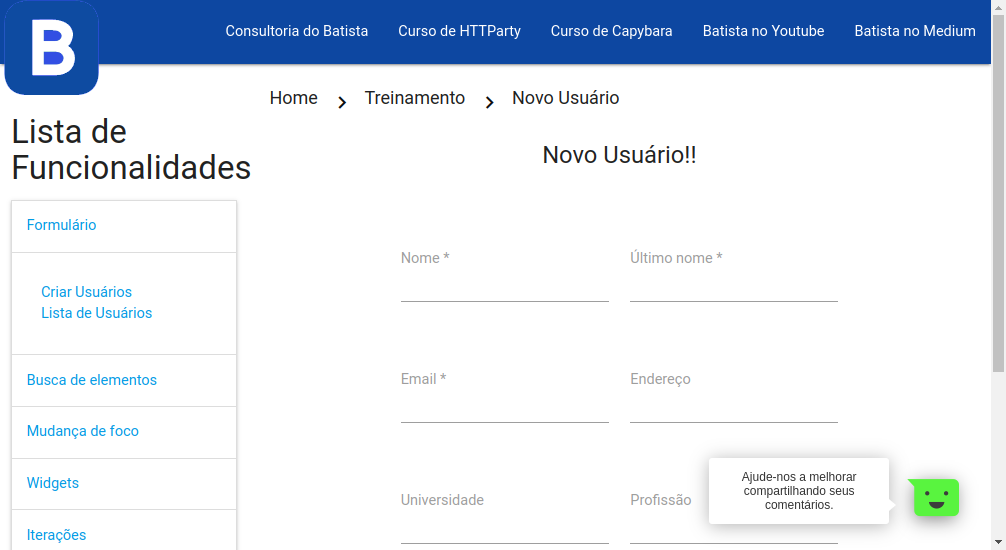 B
Consultoria do Batista
Curso de HTTParty
Curso de Capybara
Batista no Youtube
Batista no Medium
Home
Treinamento
Novo Usuário
Lista de
Funcionalidades
Formulário
Criar Usuários
Lista de Usuários
Busca de elementos
Mudança de foco
Widgets
Iterações
Novo Usuário!!
Nome *
Último nome *
Email *
Endereço
Universidade
Profissão
Ajude-nos a melhorar
compartilhando seus
comentários.